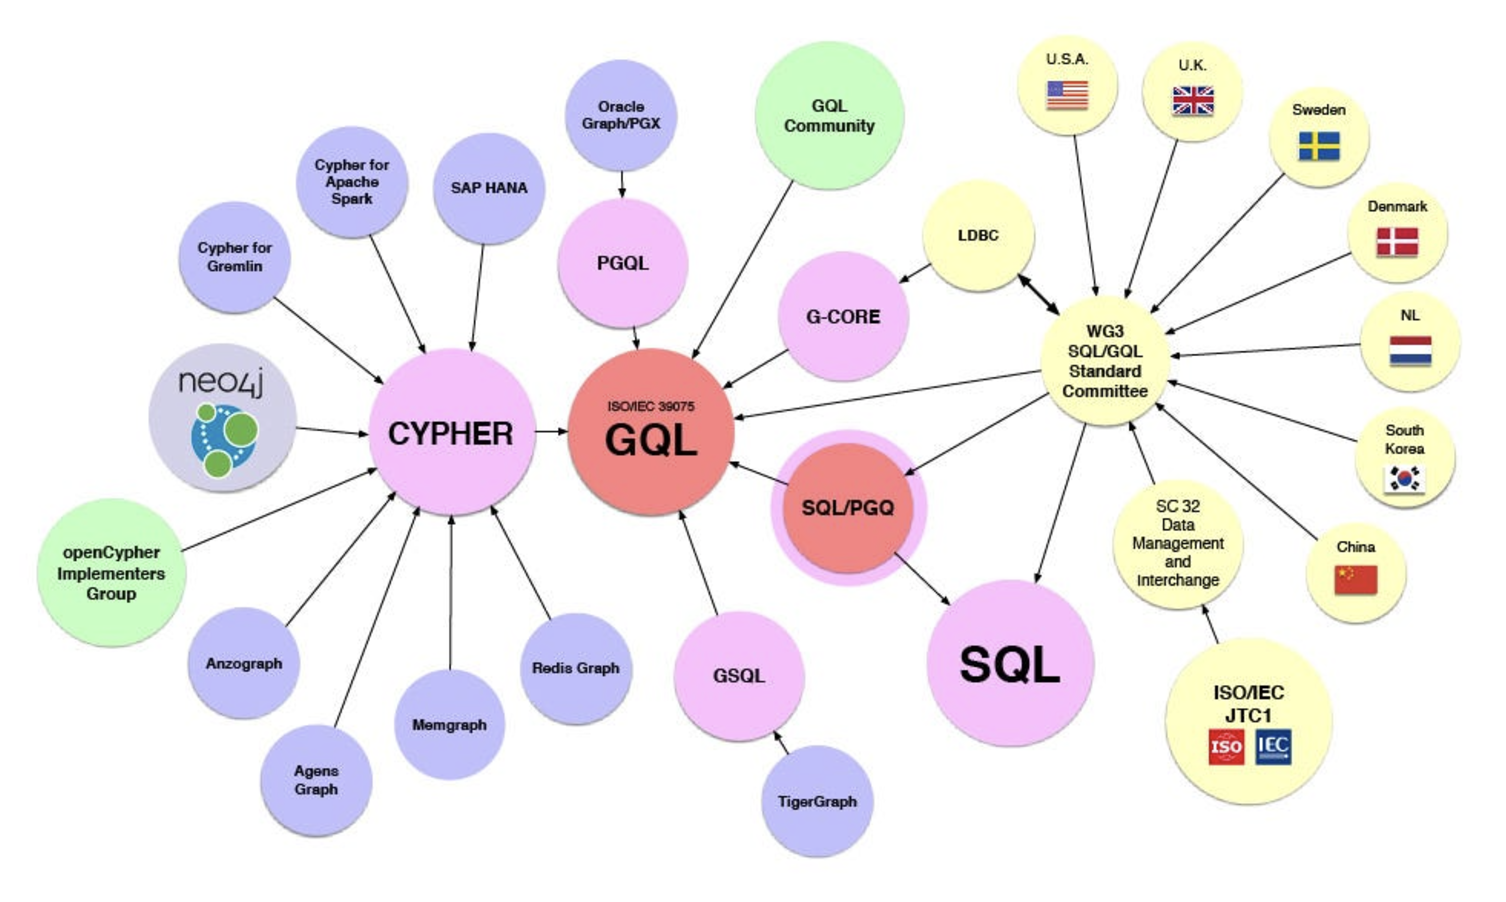 U.S.A.
U.K.
Sweden
Denmark
NL
South
Korea
China
Oracle
Graph/PGX
GQL
Community
Cypher for
Apache
Spark
SAP HANA
Cypher for
Gremlin
PGQL
LDBC
G-CORE
WG3
SQL/GQL
Standard
Committee
neo4j
CYPHER
ISO/IEC 39075
GQL
SQL/PGQ
SC 32
Data
Management
and
Interchange
openCypher
Implementers
Group
Anzograph
Agens
Graph
Memgraph
Redis Graph
GSQL
TigerGraph
SQL
ISO/IEC
JTC1
ISO
IEC